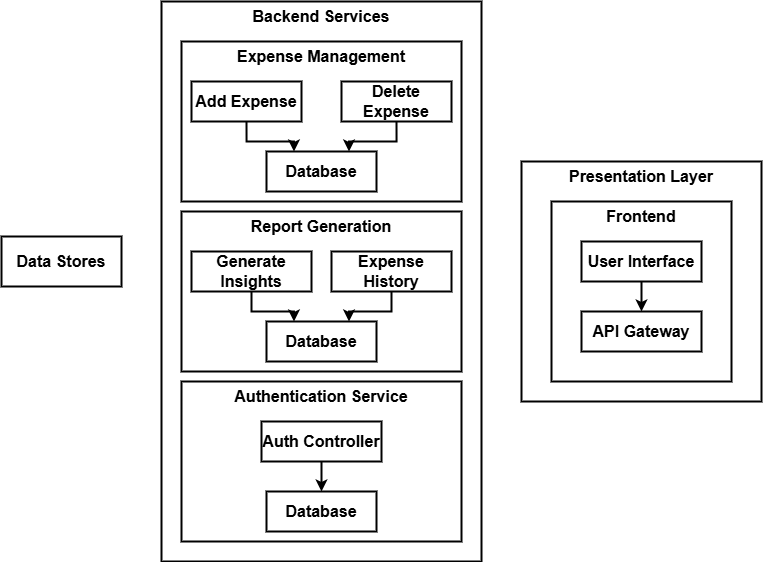 Data Stores
Backend Services
Expense Management
Add Expense
Delete
Expense
Database
Report Generation
Generate
Insights
Expense
History
Database
Authentication Service
Auth Controller
Database
Presentation Layer
Frontend
User Interface
API Gateway